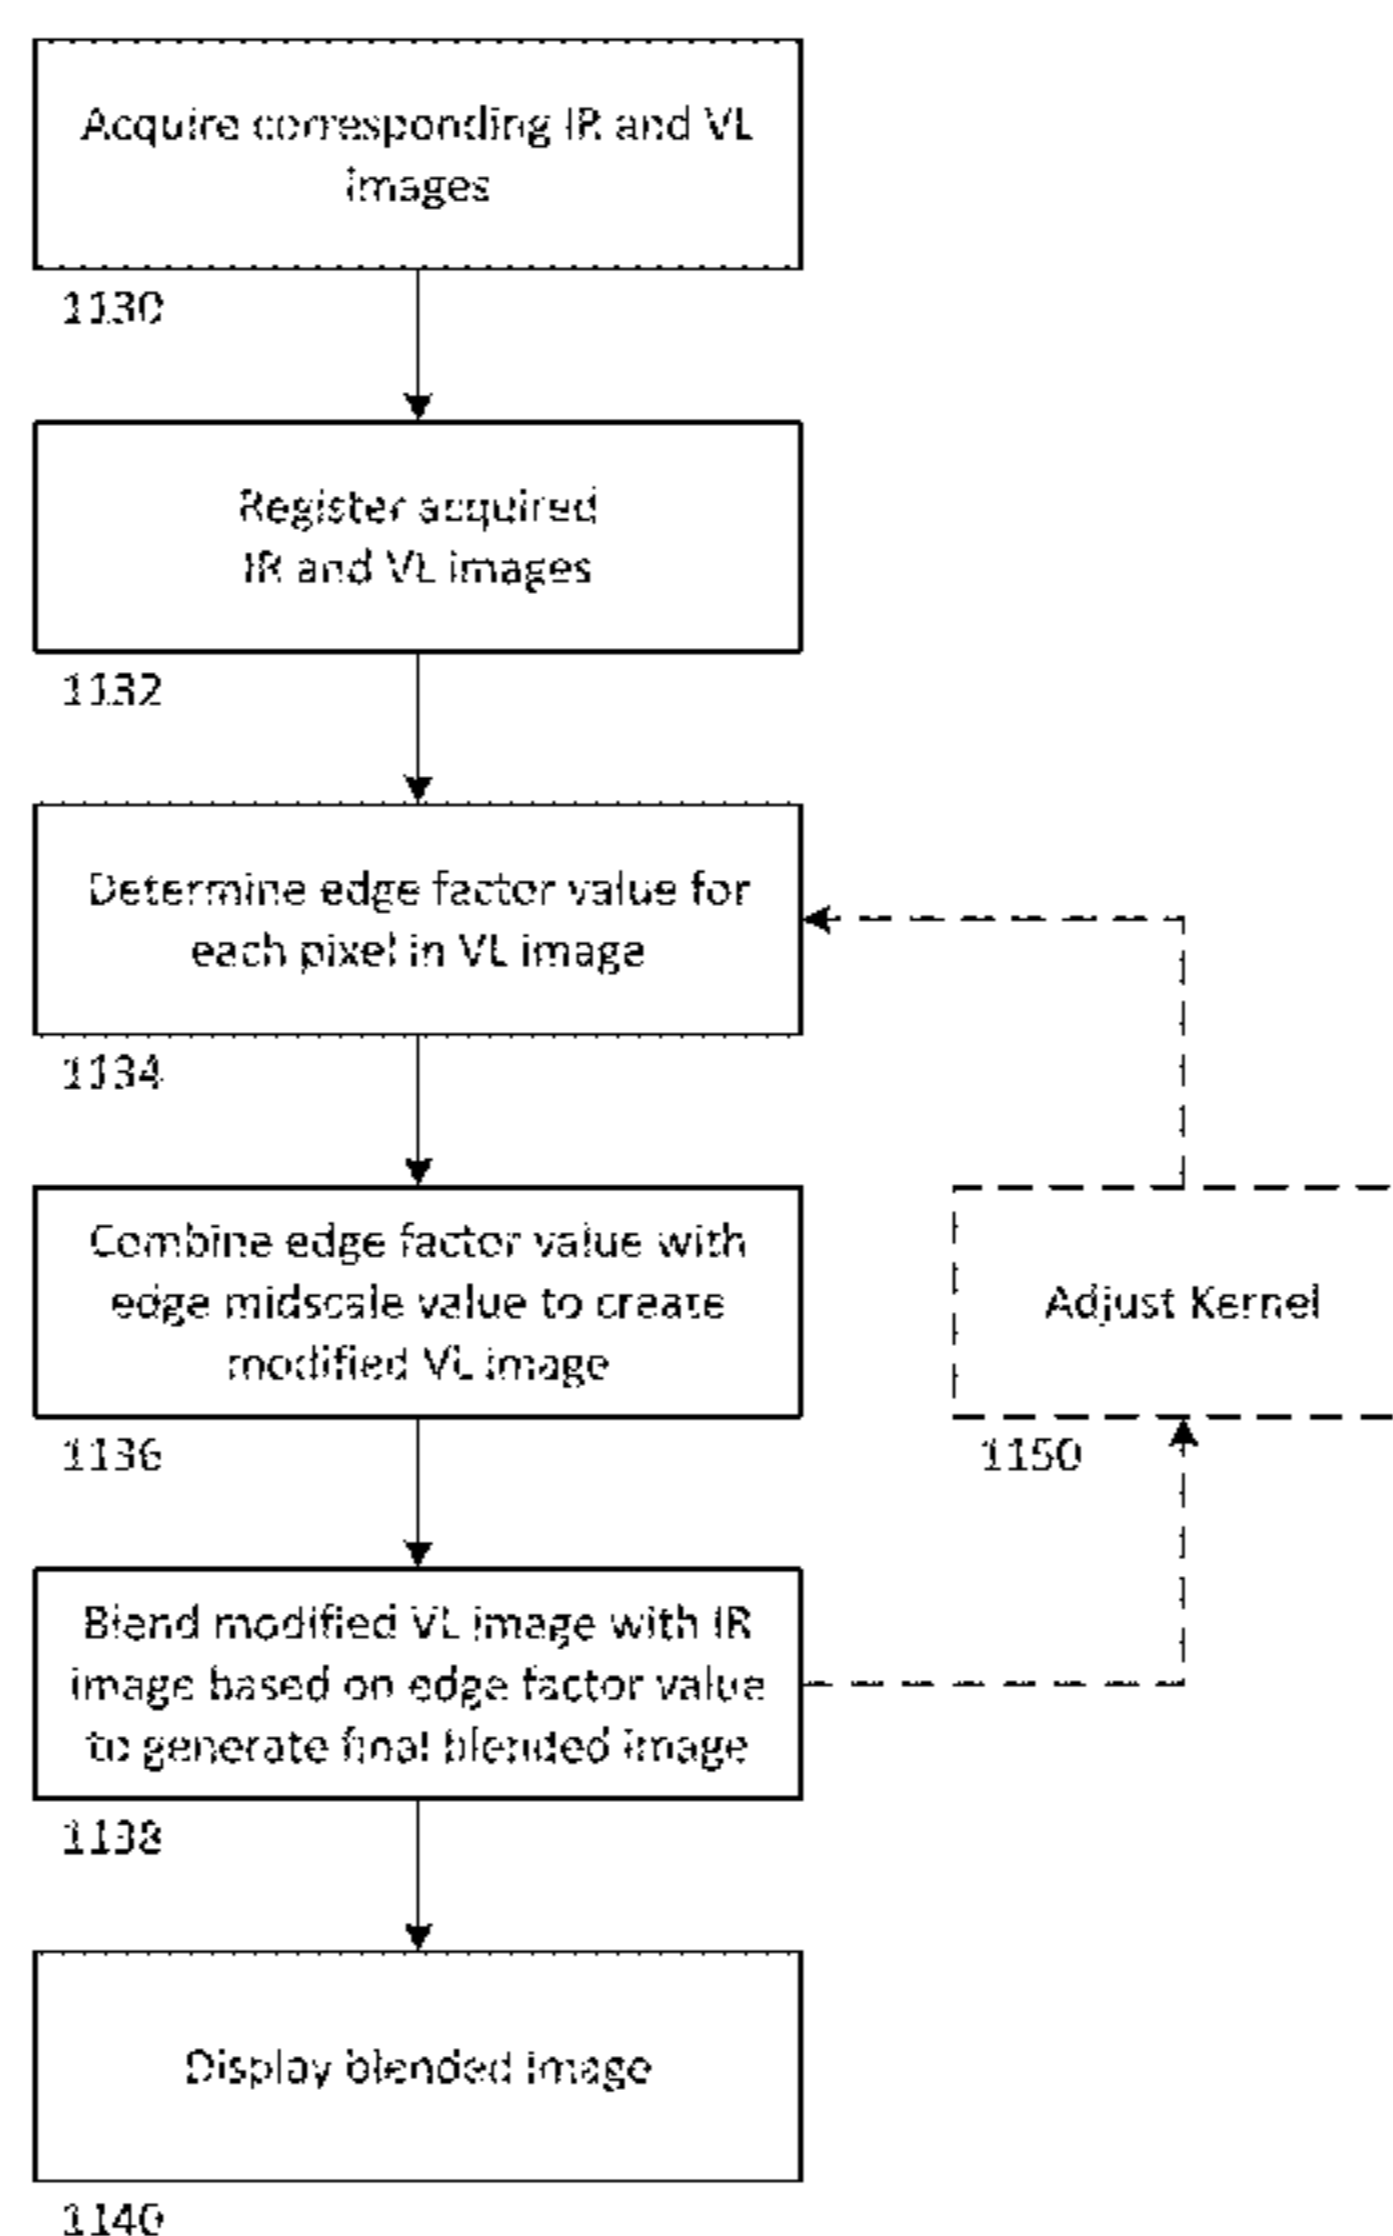 Acquire corresponding IR and VL
images
1130
Register acquired
IR and VL images
1132
Determine edge factor value for
each pixel in VL image
1134
Combine edge factor value with
edge midscale value to create
modified VL image
1136
Adjust Kernel
1150
Blend modified VL image with IR
image based on edge factor value
to generate final blended image
1138
Display blended image
1140